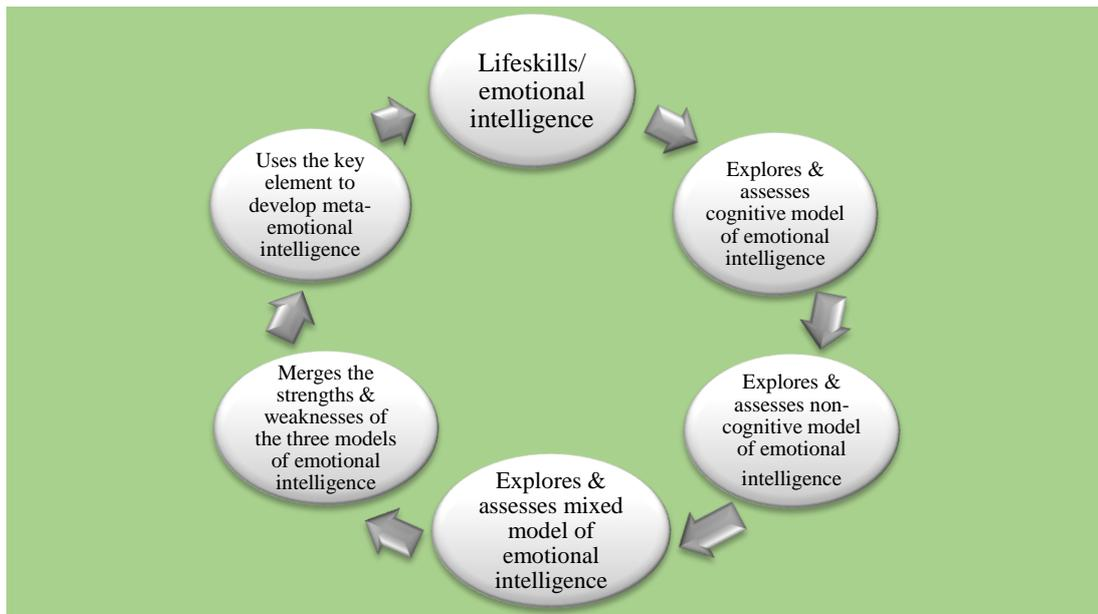 Lifeskills/
emotional
intelligence
Explores &
assesses
cognitive model
of emotional
intelligence
Explores &
assesses non-
cognitive model
of emotional
intelligence
Explores &
assesses mixed
model of
emotional
intelligence
Merges the
strengths &
weaknesses of
the three models
of emotional
intelligence
Uses the key
element to
develop meta-
emotional
intelligence